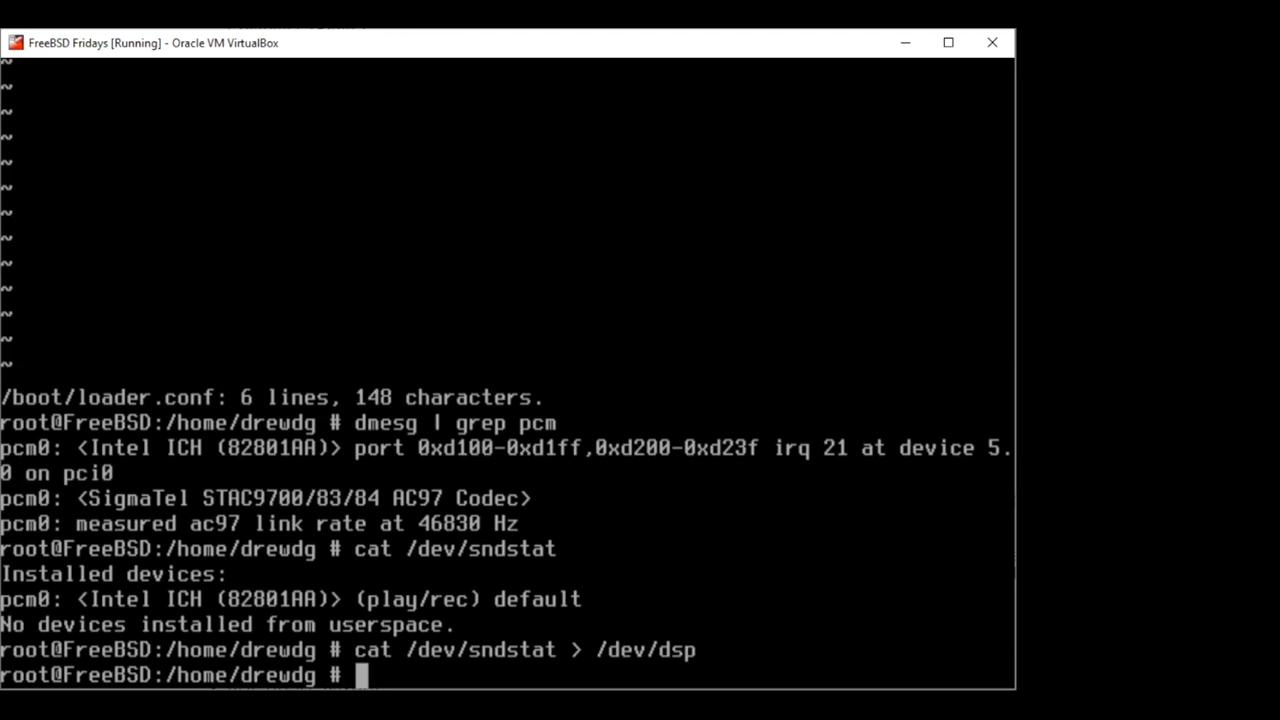 FreeBSD Fridays [Running] - Oracle VM VirtualBox
~
~
~
~
~
~
~
~
~
~
~
~
~
/boot/loader.conf: 6 lines, 148 characters.
root@FreeBSD:/home/drewdg # dmesg | grep pcm
pcm0: <Intel ICH (82801AA)> port 0xd100-0xd1ff,0xd200-0xd23f irq 21 at device 5.
0 on pci0
pcm0: <SigmaTel STAC9700/83/84 AC97 Codec>
pcm0: measured ac97 link rate at 46830 Hz
root@FreeBSD:/home/drewdg # cat /dev/sndstat
Installed devices:
pcm0: <Intel ICH (82801AA)> (play/rec) default
No devices installed from userspace.
root@FreeBSD:/home/drewdg # cat /dev/sndstat > /dev/dsp
root@FreeBSD:/home/drewdg #